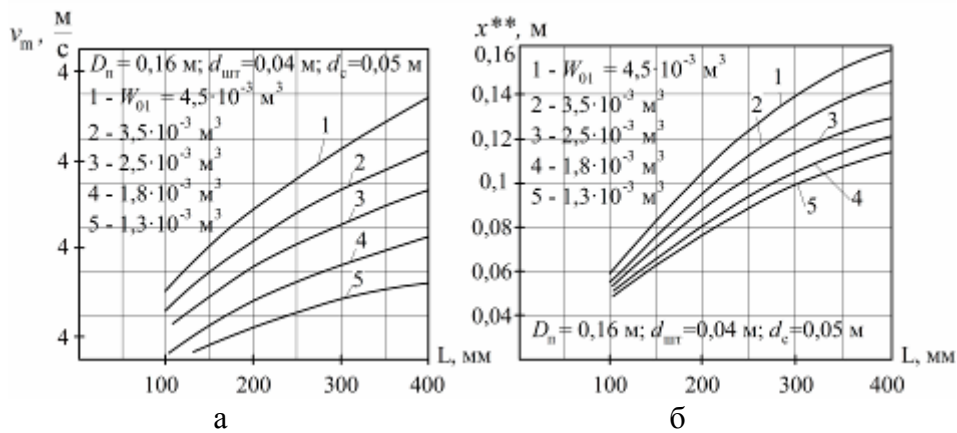 v_m, м/с
D_п = 0,16 м; d_шт=0,04 м; d_c=0,05 м
1 - W_01 = 4,5·10^-3 м^3
2 - 3,5·10^-3 м^3
3 - 2,5·10^-3 м^3
4 - 1,8·10^-3 м^3
5 - 1,3·10^-3 м^3
4
4
4
4
1
2
3
4
5
L, мм
100 200 300 400
а
x**, м
0,16
0,14
0,12
0,1
0,08
0,06
0,04
1 - W_01 = 4,5·10^-3 м^3
2 - 3,5·10^-3 м^3
3 - 2,5·10^-3 м^3
4 - 1,8·10^-3 м^3
5 - 1,3·10^-3 м^3
1
2
3
4
5
D_п = 0,16 м; d_шт=0,04 м; d_c=0,05 м
L, мм
100 200 300 400
б